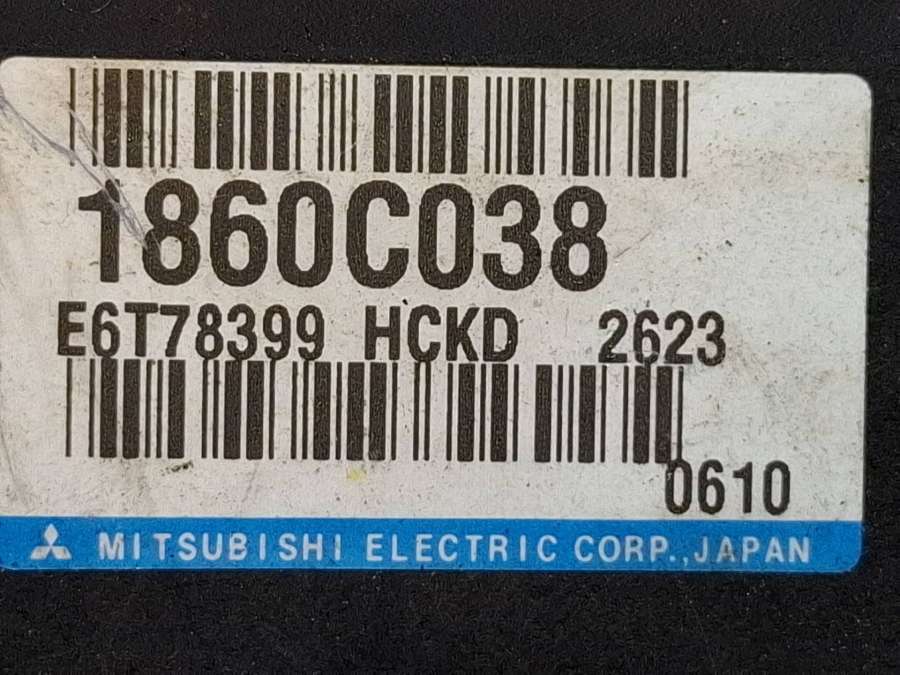 1860C038
E6T78399 HCKD 2623
0610
MITSUBISHI ELECTRIC CORP., JAPAN